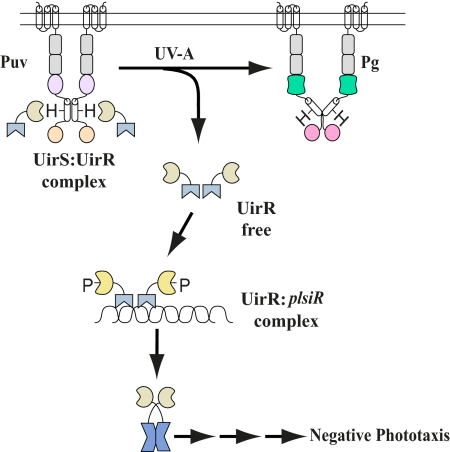 UV-A
Puv
Pg
H H
H H
UirS:UirR
complex
UirR
free
P P
UirR: plsiR
complex
Negative Phototaxis